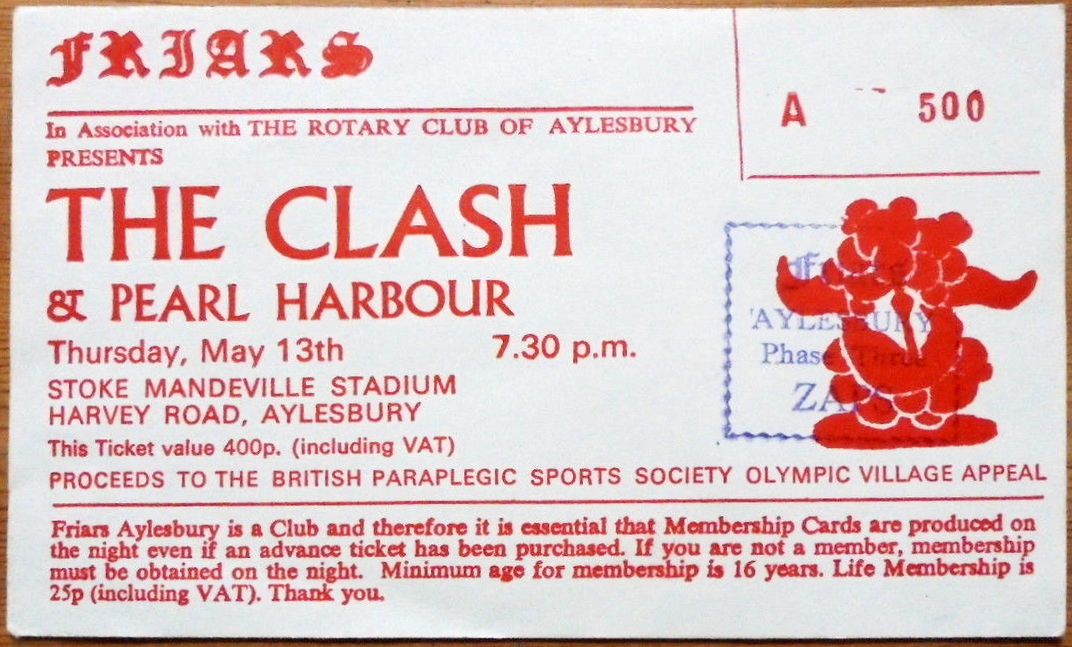 FRIARS
A 500
In Association with THE ROTARY CLUB OF AYLESBURY
PRESENTS
THE CLASH
& PEARL HARBOUR
Thursday, May 13th 7.30 p.m.
STOKE MANDEVILLE STADIUM
HARVEY ROAD, AYLESBURY
This Ticket value 400p. (including VAT)
PROCEEDS TO THE BRITISH PARAPLEGIC SPORTS SOCIETY OLYMPIC VILLAGE APPEAL
Friars
AYLESBURY
Phase Three
Friars Aylesbury is a Club and therefore it is essential that Membership Cards are produced on
the night even if an advance ticket has been purchased. If you are not a member, membership
must be obtained on the night. Minimum age for membership is 16 years. Life Membership is
25p (including VAT). Thank you.